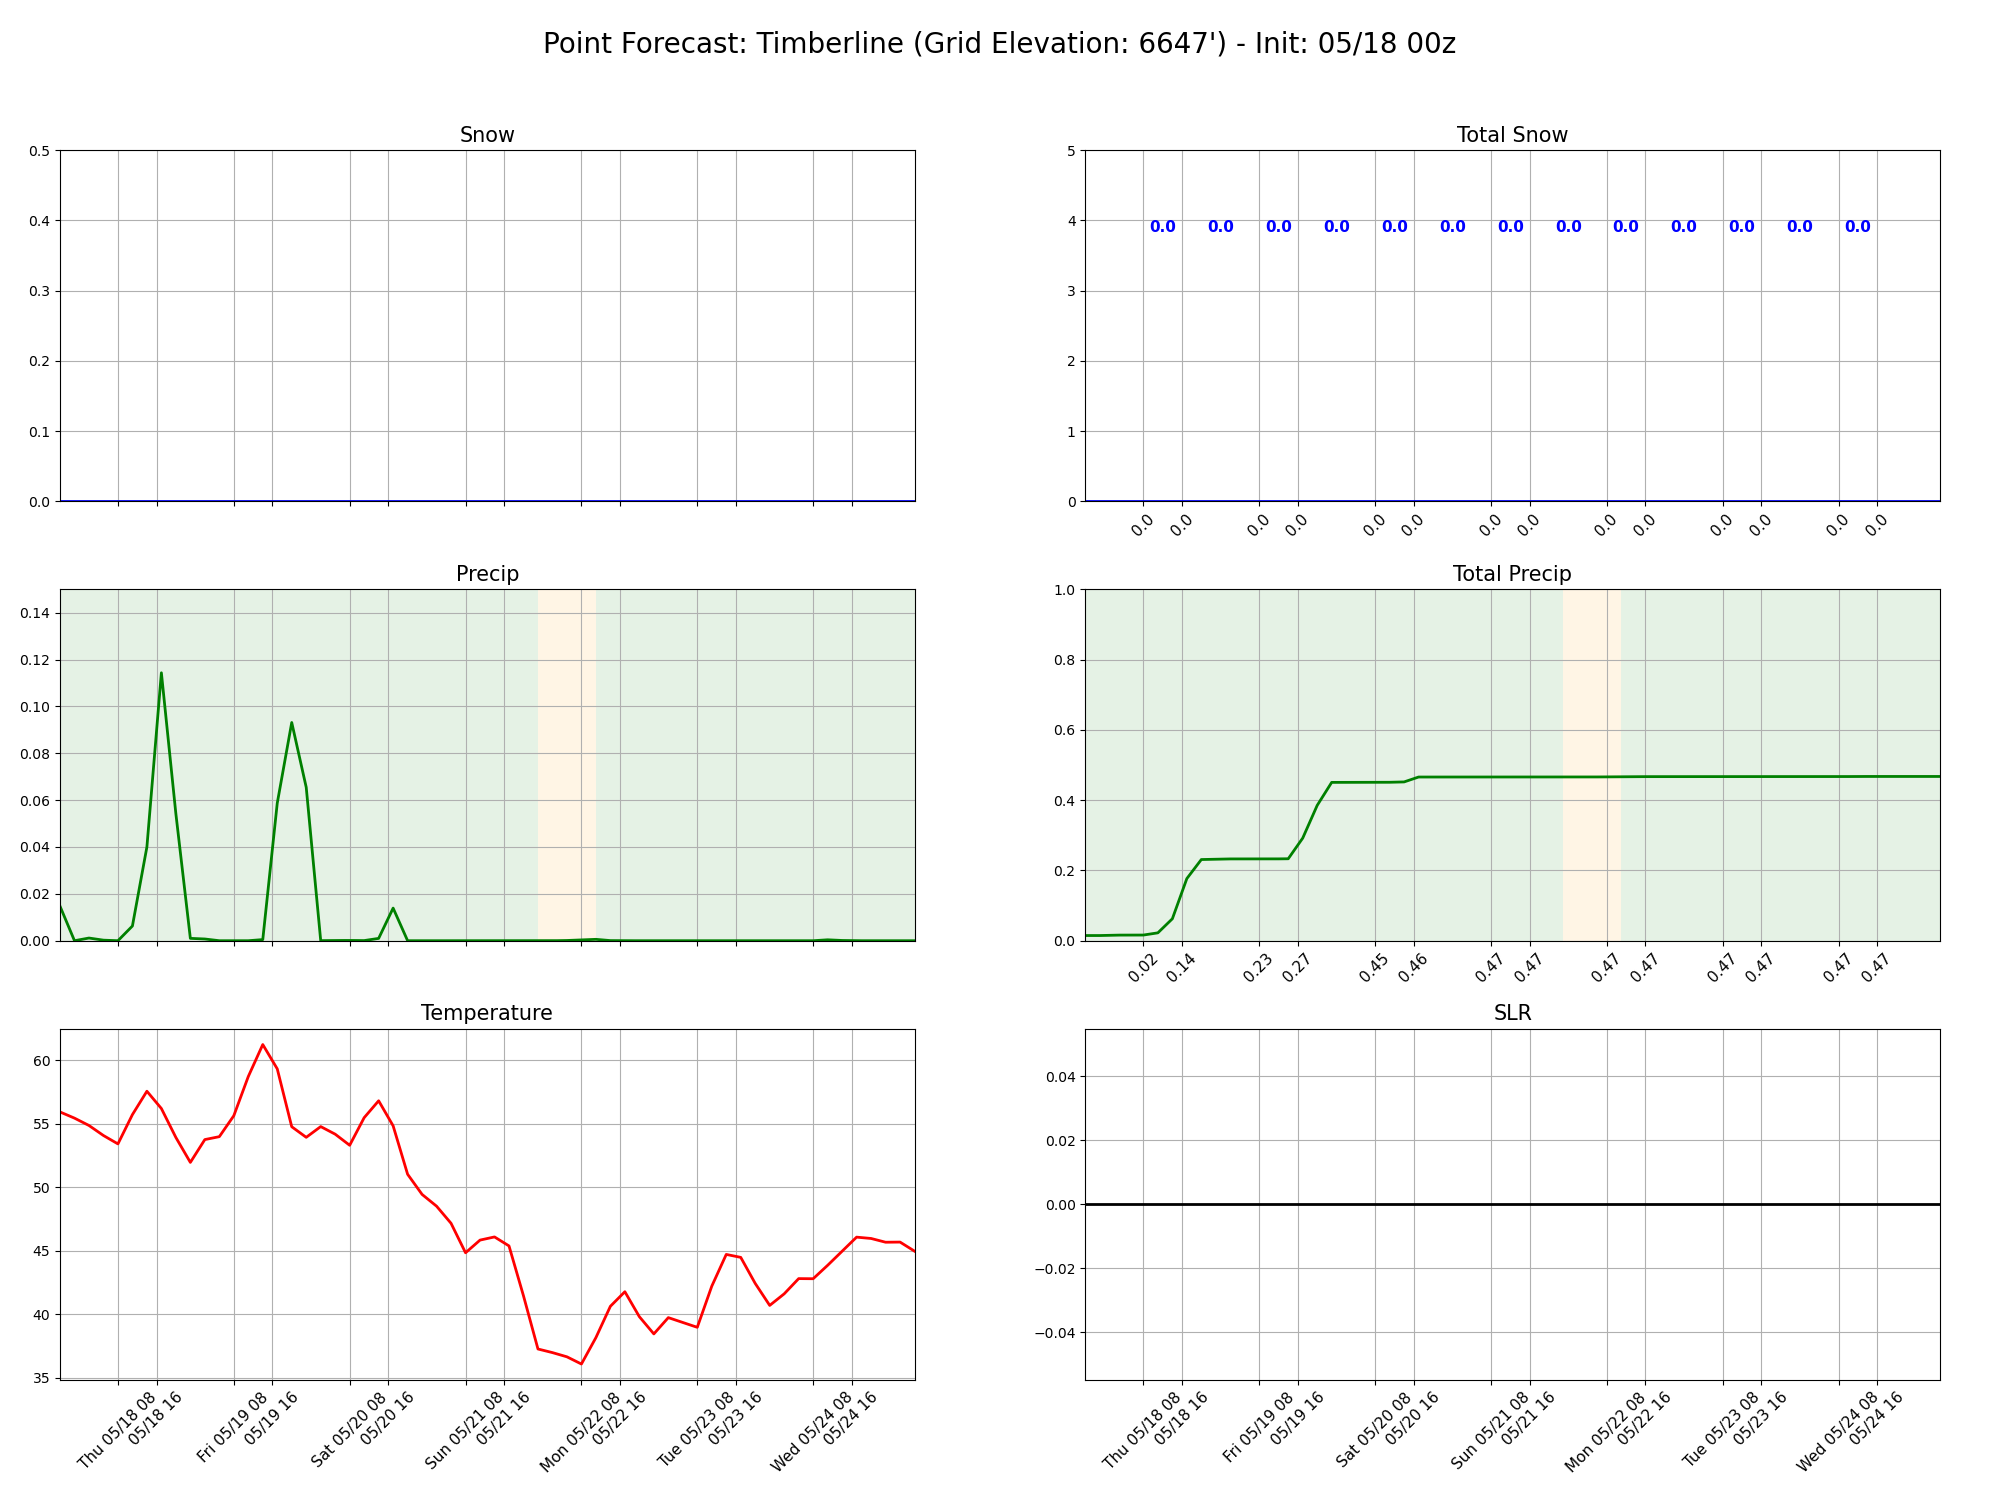 Point Forecast: Timberline (Grid Elevation: 6647') - Init: 05/18 00z
Snow
0.5
0.4
0.3
0.2
0.1
0.0
Total Snow
5
4
3
2
1
0
0.0 0.0 0.0 0.0 0.0 0.0 0.0 0.0 0.0 0.0 0.0 0.0 0.0
0.0 0.0 0.0 0.0 0.0 0.0 0.0 0.0 0.0 0.0 0.0 0.0 0.0 0.0
Precip
0.14
0.12
0.10
0.08
0.06
0.04
0.02
0.00
Total Precip
1.0
0.8
0.6
0.4
0.2
0.0
0.02 0.14 0.23 0.27 0.45 0.46 0.47 0.47 0.47 0.47 0.47 0.47 0.47 0.47
Temperature
60
55
50
45
40
35
Thu 05/18 08
05/18 16
Fri 05/19 08
05/19 16
Sat 05/20 08
05/20 16
Sun 05/21 08
05/21 16
Mon 05/22 08
05/22 16
Tue 05/23 08
05/23 16
Wed 05/24 08
05/24 16
SLR
0.04
0.02
0.00
−0.02
−0.04
Thu 05/18 08
05/18 16
Fri 05/19 08
05/19 16
Sat 05/20 08
05/20 16
Sun 05/21 08
05/21 16
Mon 05/22 08
05/22 16
Tue 05/23 08
05/23 16
Wed 05/24 08
05/24 16